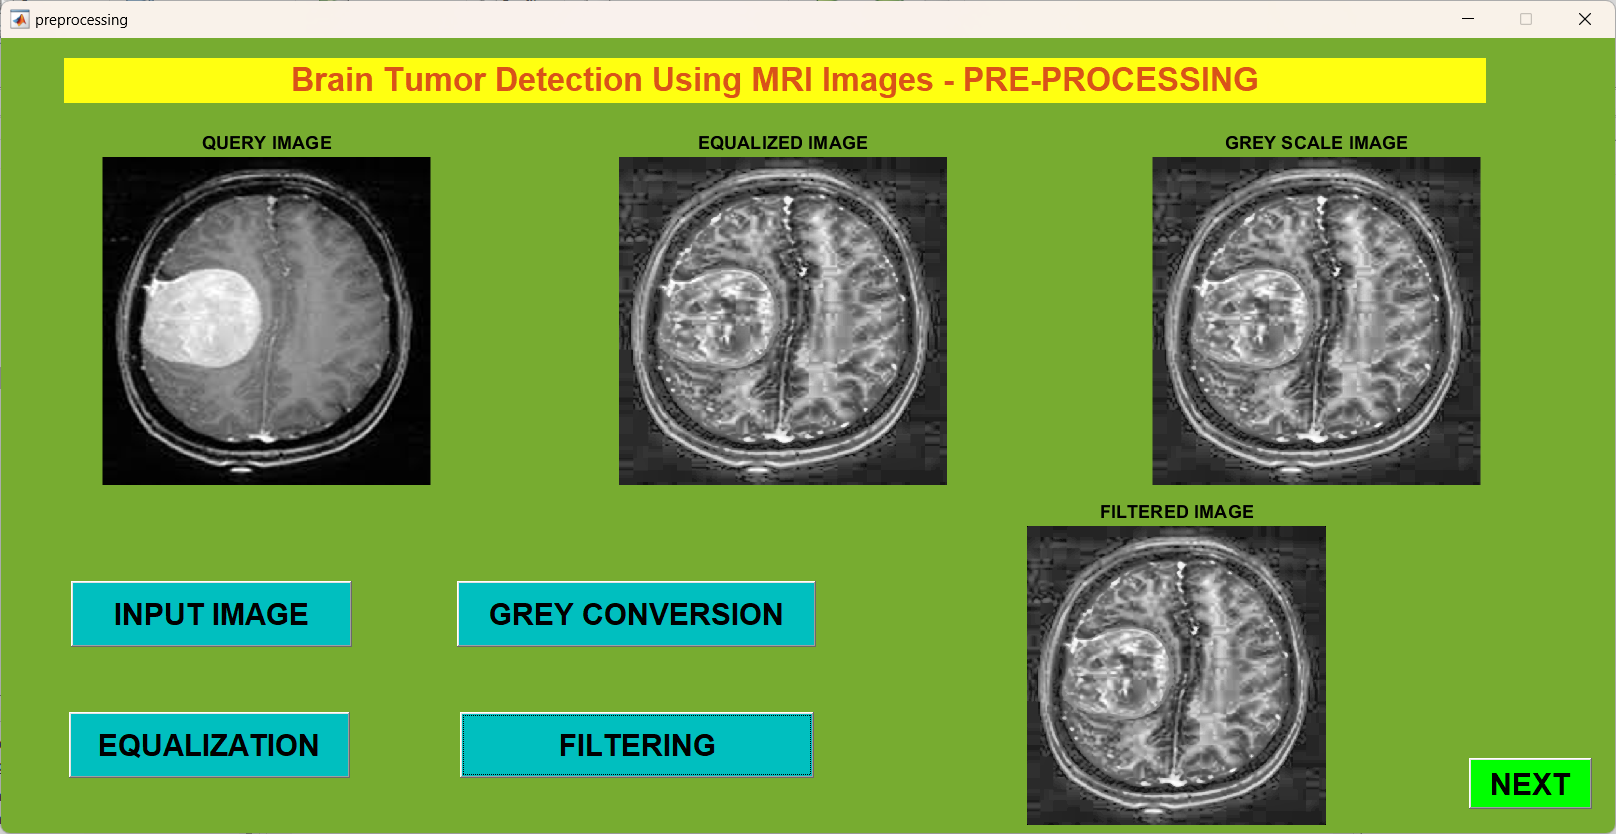 preprocessing
Brain Tumor Detection Using MRI Images - PRE-PROCESSING
QUERY IMAGE
EQUALIZED IMAGE
GREY SCALE IMAGE
FILTERED IMAGE
INPUT IMAGE
GREY CONVERSION
EQUALIZATION
FILTERING
NEXT